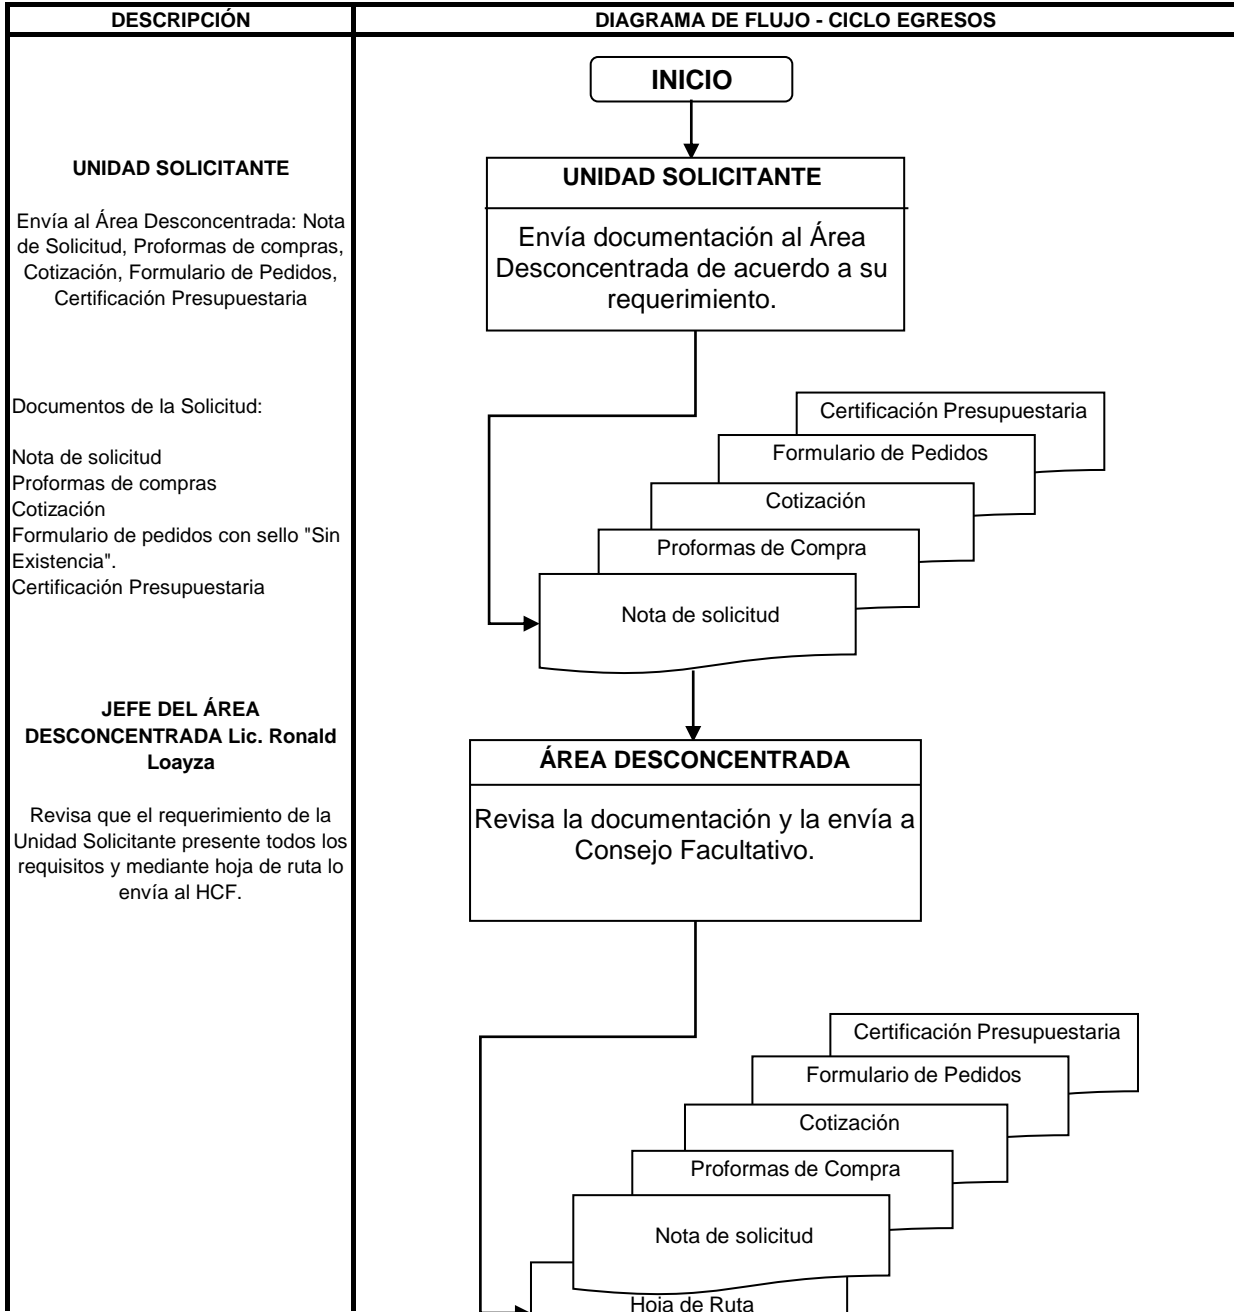 DESCRIPCIÓN
DIAGRAMA DE FLUJO - CICLO EGRESOS
INICIO
UNIDAD SOLICITANTE
Envía al Área Desconcentrada: Nota
de Solicitud, Proformas de compras,
Cotización, Formulario de Pedidos,
Certificación Presupuestaria
UNIDAD SOLICITANTE
Envía documentación al Área
Desconcentrada de acuerdo a su
requerimiento.
Documentos de la Solicitud:
Nota de solicitud
Proformas de compras
Cotización
Formulario de pedidos con sello "Sin
Existencia".
Certificación Presupuestaria
Certificación Presupuestaria
Formulario de Pedidos
Cotización
Proformas de Compra
Nota de solicitud
JEFE DEL ÁREA
DESCONCENTRADA Lic. Ronald
Loayza
Revisa que el requerimiento de la
Unidad Solicitante presente todos los
requisitos y mediante hoja de ruta lo
envía al HCF.
ÁREA DESCONCENTRADA
Revisa la documentación y la envía a
Consejo Facultativo.
Certificación Presupuestaria
Formulario de Pedidos
Cotización
Proformas de Compra
Nota de solicitud
Hoja de Ruta